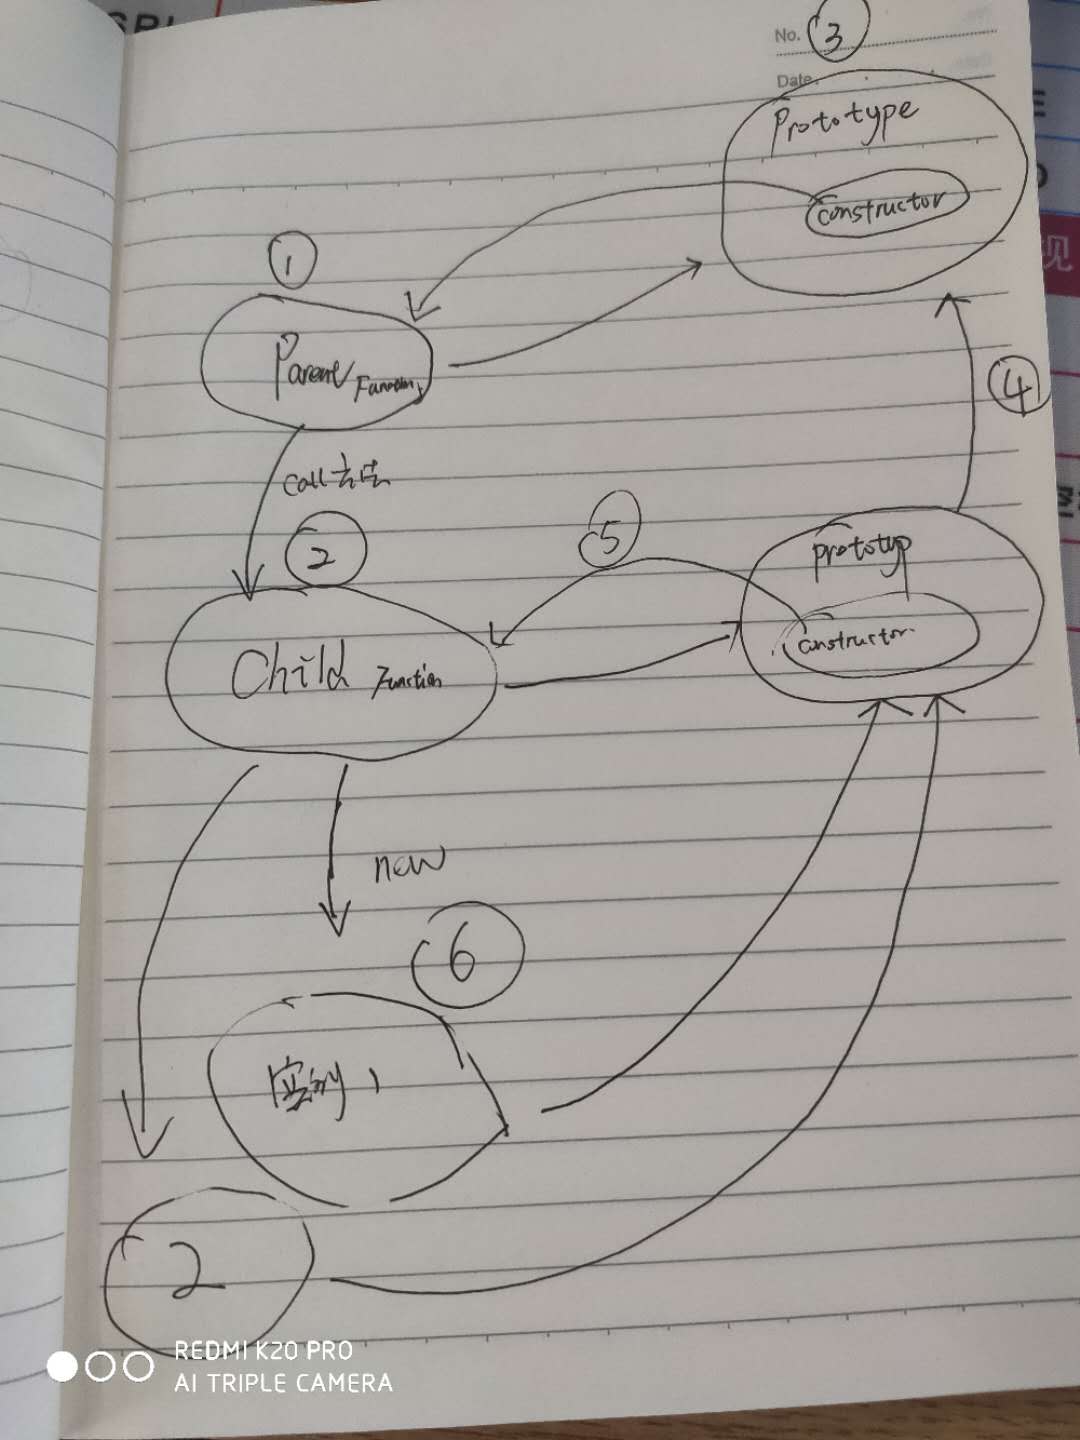 No. 3
Date.
Prototype
constructor
1
Parent Function
4
call方法
2
5
prototyp
constructor
Child Function
new
6
实例1
2
REDMI K20 PRO
AI TRIPLE CAMERA